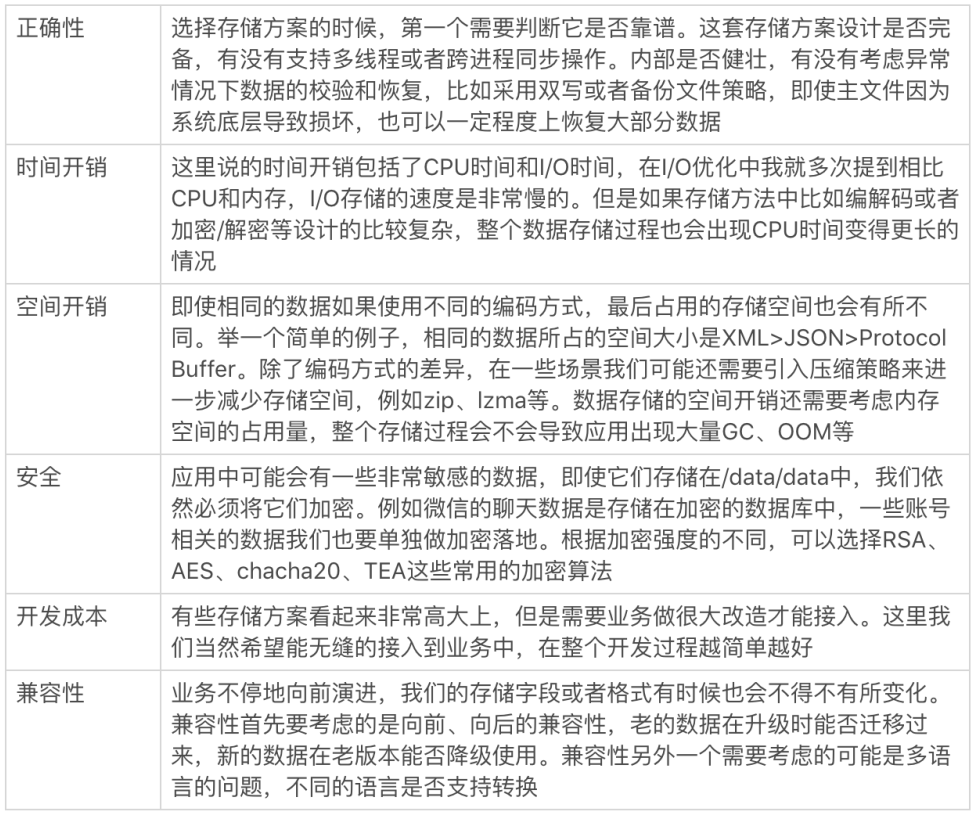 正确性
选择存储方案的时候，第一个需要判断它是否靠谱。这套存储方案设计是否完
备，有没有支持多线程或者跨进程同步操作。内部是否健壮，有没有考虑异常
情况下数据的校验和恢复，比如采用双写或者备份文件策略，即使主文件因为
系统底层导致损坏，也可以一定程度上恢复大部分数据
时间开销
这里说的时间开销包括了CPU时间和I/O时间，在I/O优化中我就多次提到相比
CPU和内存，I/O存储的速度是非常慢的。但是如果存储方法中比如编解码或者
加密/解密等设计的比较复杂，整个数据存储过程也会出现CPU时间变得更长的
情况
空间开销
即使相同的数据如果使用不同的编码方式，最后占用的存储空间也会有所不
同。举一个简单的例子，相同的数据所占的空间大小是XML>JSON>Protocol
Buffer。除了编码方式的差异，在一些场景我们可能还需要引入压缩策略来进
一步减少存储空间，例如zip、lzma等。数据存储的空间开销还需要考虑内存
空间的占用量，整个存储过程会不会导致应用出现大量GC、OOM等
安全
应用中可能会有一些非常敏感的数据，即使它们存储在/data/data中，我们依
然必须将它们加密。例如微信的聊天数据是存储在加密的数据库中，一些账号
相关的数据我们也要单独做加密落地。根据加密强度的不同，可以选择RSA、
AES、chacha20、TEA这些常用的加密算法
开发成本
有些存储方案看起来非常高大上，但是需要业务做很大改造才能接入。这里我
们当然希望能无缝的接入到业务中，在整个开发过程越简单越好
兼容性
业务不停地向前演进，我们的存储字段或者格式有时候也会不得不有所变化。
兼容性首先要考虑的是向前、向后的兼容性，老的数据在升级时能否迁移过
来，新的数据在老版本能否降级使用。兼容性另外一个需要考虑的可能是多语
言的问题，不同的语言是否支持转换